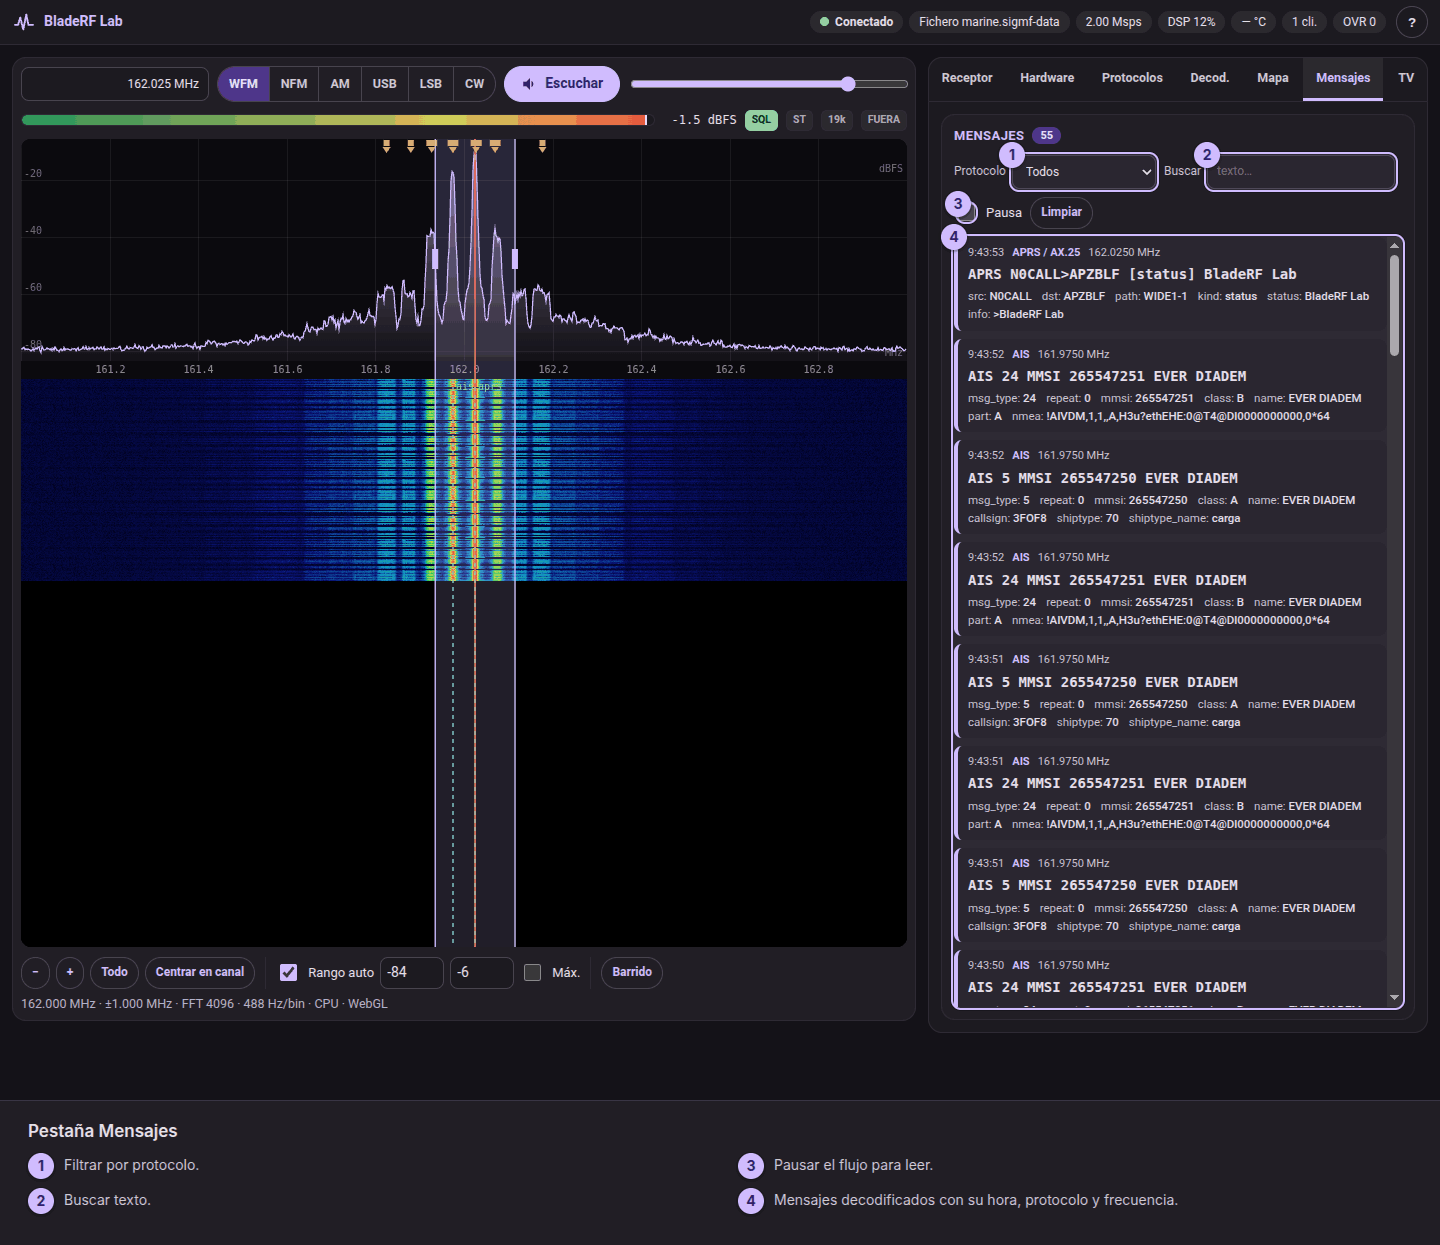 BladeRF Lab
Conectado
Fichero marine.sigmf-data
2.00 Msps
DSP 12%
— °C
1 cli.
OVR 0
?
162.025 MHz
WFM NFM AM USB LSB CW
Escuchar
-1.5 dBFS
SQL ST 19k FUERA
dBFS
-20
-40
-60
-80
MHz
161.2 161.4 161.6 161.8 162.0 162.2 162.4 162.6 162.8
− + Todo Centrar en canal
Rango auto -84 -6 Máx. Barrido
162.000 MHz · ±1.000 MHz · FFT 4096 · 488 Hz/bin · CPU · WebGL
Receptor Hardware Protocolos Decod. Mapa Mensajes TV
MENSAJES 55
1 2
Protocolo Todos Buscar texto...
3
Pausa Limpiar
4
9:43:53 APRS / AX.25 162.0250 MHz
APRS N0CALL>APZBLF [status] BladeRF Lab
src: N0CALL dst: APZBLF path: WIDE1-1 kind: status status: BladeRF Lab
info: >BladeRF Lab
9:43:52 AIS 161.9750 MHz
AIS 24 MMSI 265547251 EVER DIADEM
msg_type: 24 repeat: 0 mmsi: 265547251 class: B name: EVER DIADEM
part: A nmea: !AIVDM,1,1,,A,H3u?ethEHE:0@T4@DI0000000000,0*64
9:43:52 AIS 161.9750 MHz
AIS 5 MMSI 265547250 EVER DIADEM
msg_type: 5 repeat: 0 mmsi: 265547250 class: A name: EVER DIADEM
callsign: 3FOF8 shiptype: 70 shiptype_name: carga
9:43:52 AIS 161.9750 MHz
AIS 24 MMSI 265547251 EVER DIADEM
msg_type: 24 repeat: 0 mmsi: 265547251 class: B name: EVER DIADEM
part: A nmea: !AIVDM,1,1,,A,H3u?ethEHE:0@T4@DI0000000000,0*64
9:43:51 AIS 161.9750 MHz
AIS 5 MMSI 265547250 EVER DIADEM
msg_type: 5 repeat: 0 mmsi: 265547250 class: A name: EVER DIADEM
callsign: 3FOF8 shiptype: 70 shiptype_name: carga
9:43:51 AIS 161.9750 MHz
AIS 24 MMSI 265547251 EVER DIADEM
msg_type: 24 repeat: 0 mmsi: 265547251 class: B name: EVER DIADEM
part: A nmea: !AIVDM,1,1,,A,H3u?ethEHE:0@T4@DI0000000000,0*64
9:43:51 AIS 161.9750 MHz
AIS 5 MMSI 265547250 EVER DIADEM
msg_type: 5 repeat: 0 mmsi: 265547250 class: A name: EVER DIADEM
callsign: 3FOF8 shiptype: 70 shiptype_name: carga
9:43:50 AIS 161.9750 MHz
AIS 24 MMSI 265547251 EVER DIADEM
Pestaña Mensajes
1 Filtrar por protocolo.
2 Buscar texto.
3 Pausar el flujo para leer.
4 Mensajes decodificados con su hora, protocolo y frecuencia.